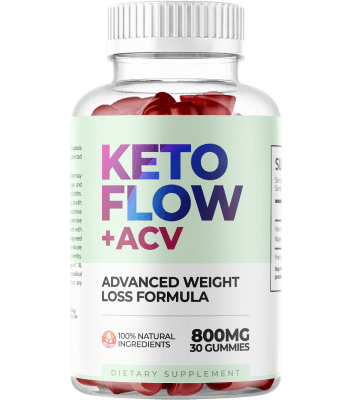 KETO
FLOW
+ACV
ADVANCED WEIGHT
LOSS FORMULA
100% NATURAL
INGREDIENTS
800MG
30 GUMMIES
DIETARY SUPPLEMENT